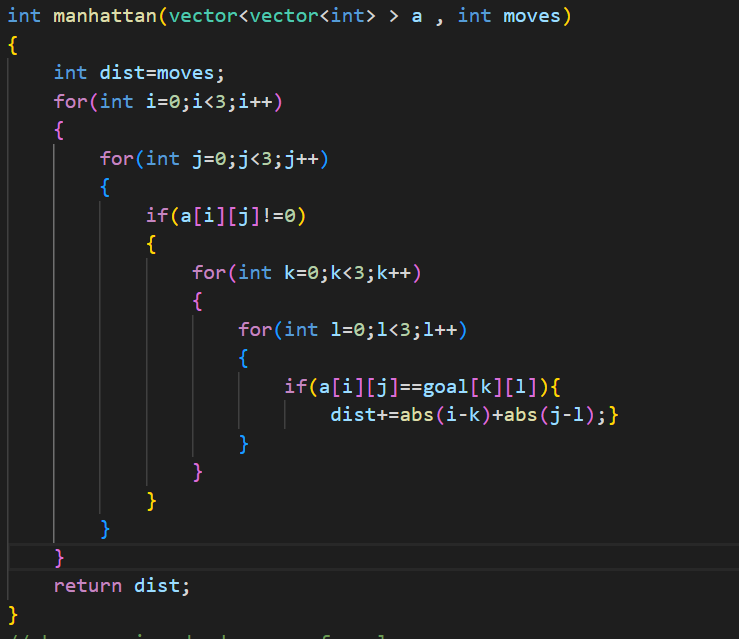 int manhattan(vector<vector<int> > a , int moves)
{
    int dist=moves;
    for(int i=0;i<3;i++)
    {
        for(int j=0;j<3;j++)
        {
            if(a[i][j]!=0)
            {
                for(int k=0;k<3;k++)
                {
                    for(int l=0;l<3;l++)
                    {
                        if(a[i][j]==goal[k][l]){
                            dist+=abs(i-k)+abs(j-l);}
                    }
                }
            }
        }
    }
    return dist;
}